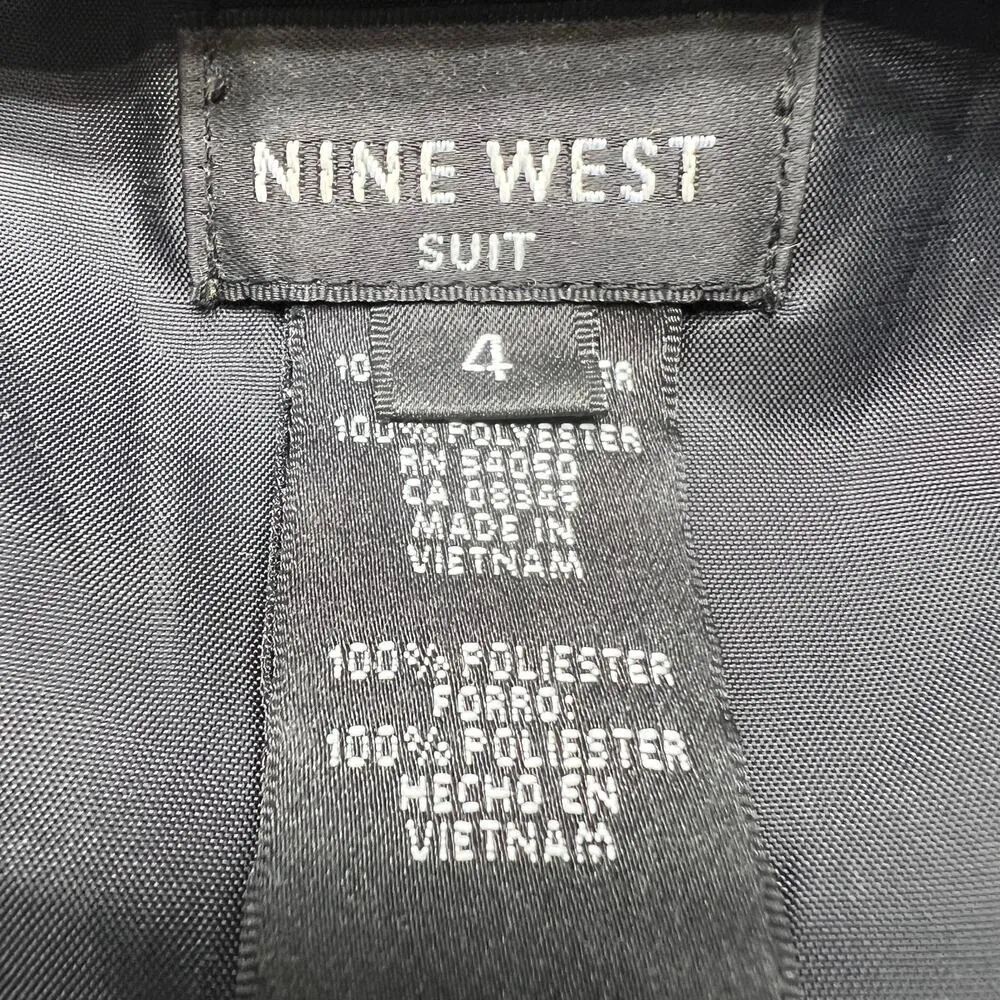 NINE WEST
SUIT
4
100% POLYESTER
RN 54050
CA 08349
MADE IN
VIETNAM
100% POLIESTER
FORRO:
100% POLIESTER
HECHO EN
VIETNAM